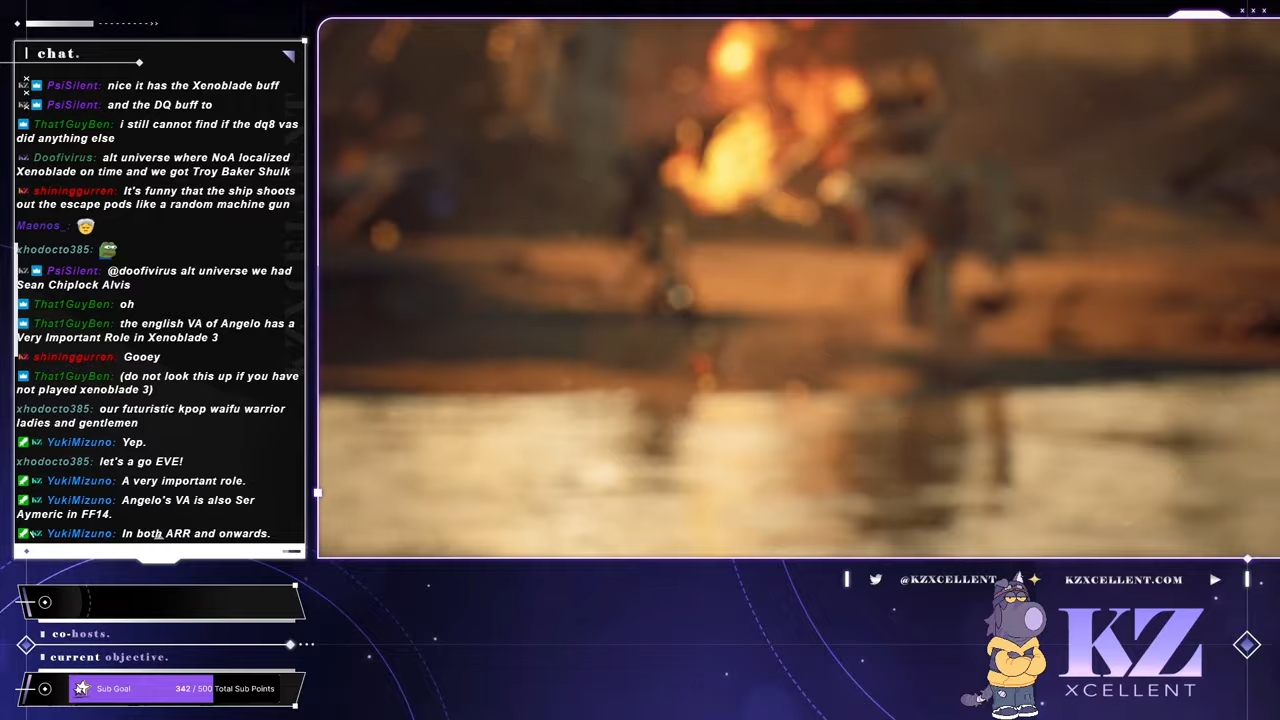 chat.
PsiSilent: nice it has the Xenoblade buff
PsiSilent: and the DQ buff to
That1GuyBen: i still cannot find if the dq8 vas
did anything else
Doofivirus: alt universe where NoA localized
Xenoblade on time and we got Troy Baker Shulk
shininggurren: It's funny that the ship shoots
out the escape pods like a random machine gun
Maenos_:
xhodocto385:
PsiSilent: @doofivirus alt universe we had
Sean Chiplock Alvis
That1GuyBen: oh
That1GuyBen: the english VA of Angelo has a
Very Important Role in Xenoblade 3
shininggurren: Gooey
That1GuyBen: (do not look this up if you have
not played xenoblade 3)
xhodocto385: our futuristic kpop waifu warrior
ladies and gentlemen
YukiMizuno: Yep.
xhodocto385: let's a go EVE!
YukiMizuno: A very important role.
YukiMizuno: Angelo's VA is also Ser
Aymeric in FF14.
YukiMizuno: In both ARR and onwards.
@KZXCELLENT
KZXCELLENT.COM
co-hosts.
current objective.
Sub Goal 342 / 500 Total Sub Points
KZ
XCELLENT